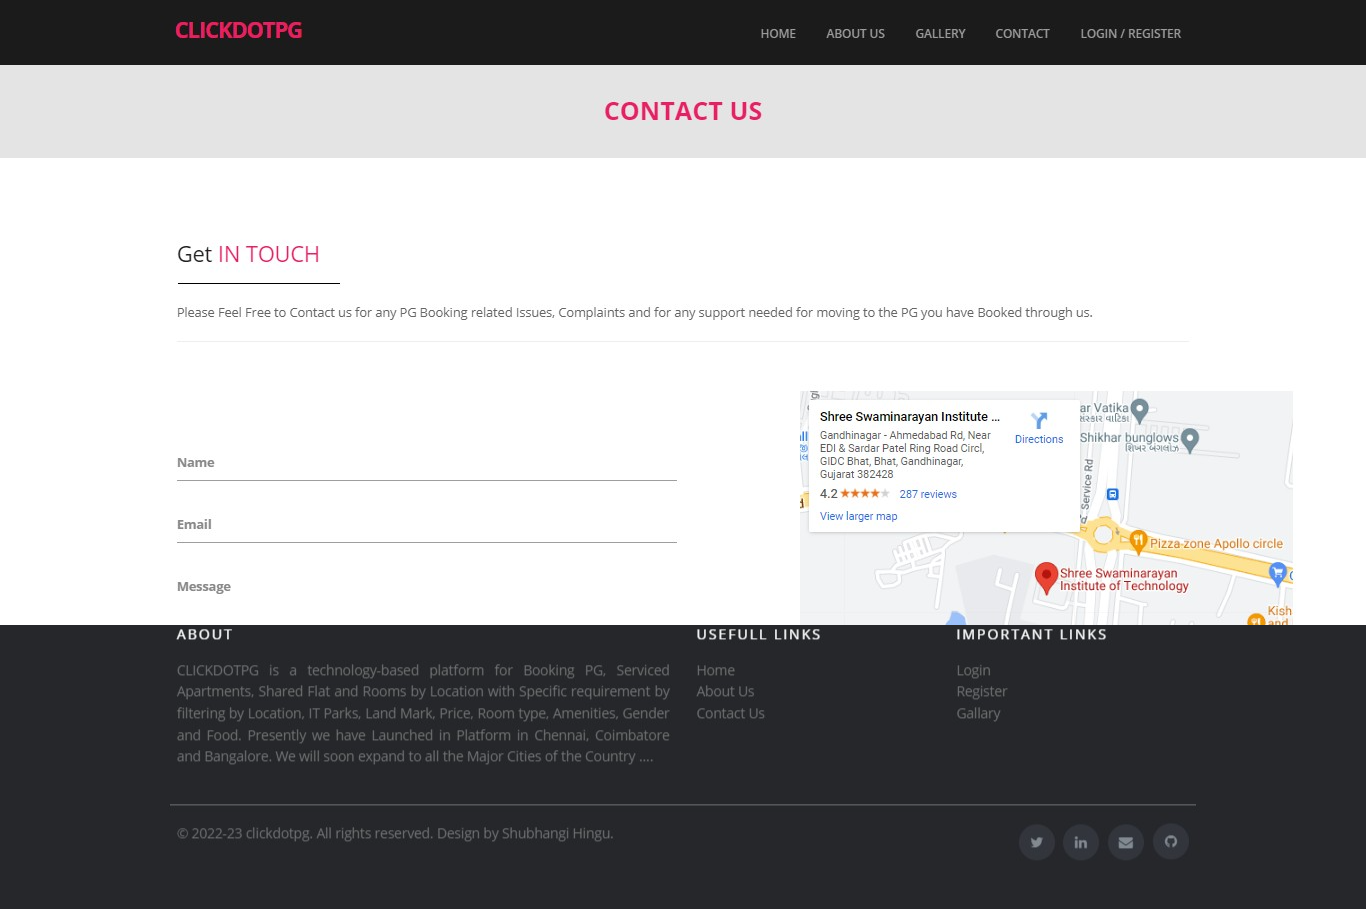 CLICKDOTPG
HOME
ABOUT US
GALLERY
CONTACT
LOGIN / REGISTER
CONTACT US
Get IN TOUCH
Please Feel Free to Contact us for any PG Booking related Issues, Complaints and for any support needed for moving to the PG you have Booked through us.
Name
Email
Message
Shree Swaminarayan Institute ...
Gandhinagar - Ahmedabad Rd, Near
EDI & Sardar Patel Ring Road Circl,
GIDC Bhat, Bhat, Gandhinagar,
Gujarat 382428
4.2
287 reviews
View larger map
Directions
Vatika
વાટિકા
Shikhar bunglows
શિખર બંગલોઝ
Service Rd
Pizza zone Apollo circle
Shree Swaminarayan
Institute of Technology
ABOUT
CLICKDOTPG is a technology-based platform for Booking PG, Serviced
Apartments, Shared Flat and Rooms by Location with Specific requirement by
filtering by Location, IT Parks, Land Mark, Price, Room type, Amenities, Gender
and Food. Presently we have Launched in Platform in Chennai, Coimbatore
and Bangalore. We will soon expand to all the Major Cities of the Country ....
USEFULL LINKS
Home
About Us
Contact Us
IMPORTANT LINKS
Login
Register
Gallary
© 2022-23 clickdotpg. All rights reserved. Design by Shubhangi Hingu.